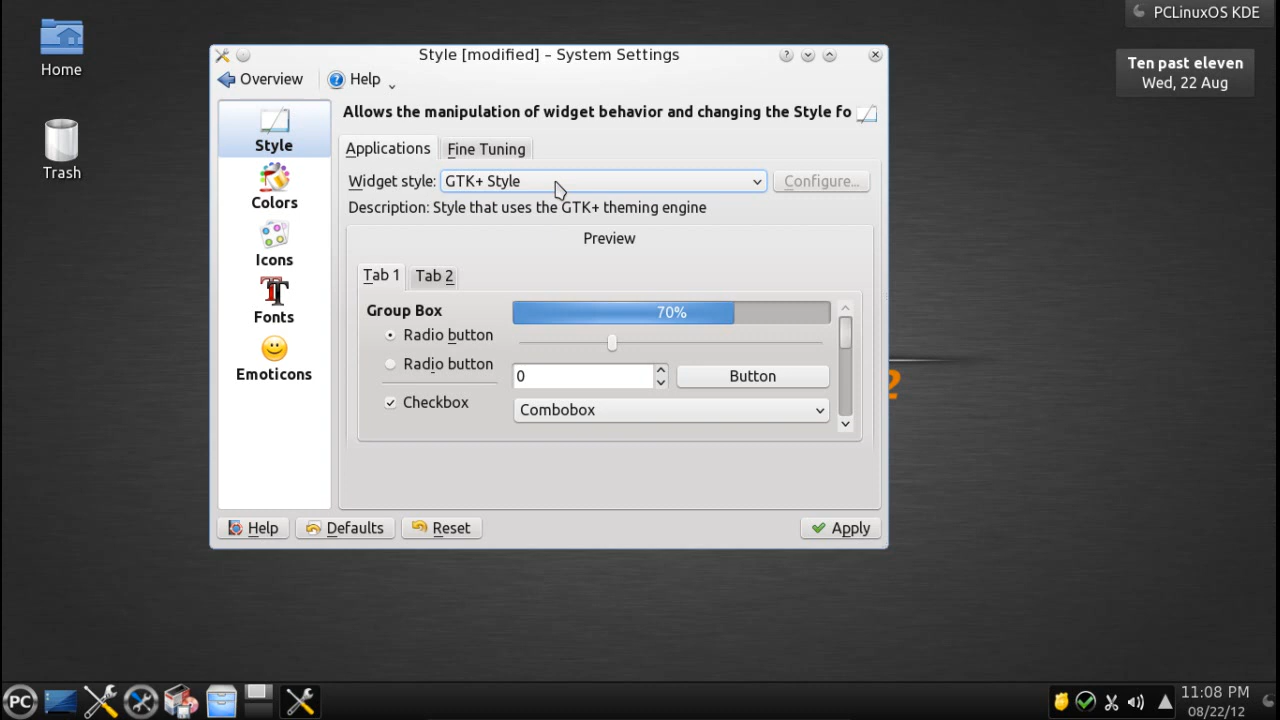 PCLinuxOS KDE
Home
Trash
Ten past eleven
Wed, 22 Aug
Style [modified] – System Settings
?
Overview
Help
Allows the manipulation of widget behavior and changing the Style fo
Style
Colors
Icons
Fonts
Emoticons
Applications
Fine Tuning
Widget style: GTK+ Style
Configure...
Description: Style that uses the GTK+ theming engine
Preview
Tab 1
Tab 2
Group Box
70%
Radio button
Radio button
0
Button
Checkbox
Combobox
Help
Defaults
Reset
Apply
2
PC
11:08 PM
08/22/12